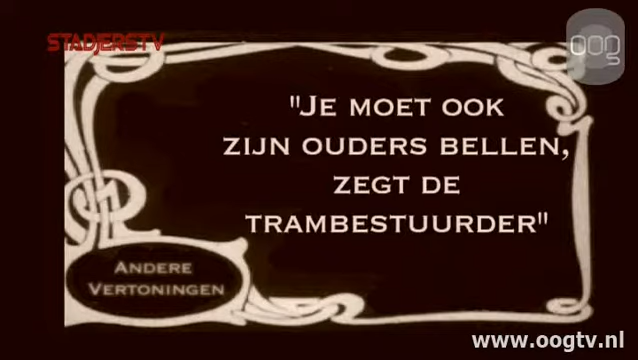 STADJERSTV
oog
"JE MOET OOK
ZIJN OUDERS BELLEN,
ZEGT DE
TRAMBESTUURDER"
ANDERE
VERTONINGEN
www.oogtv.nl